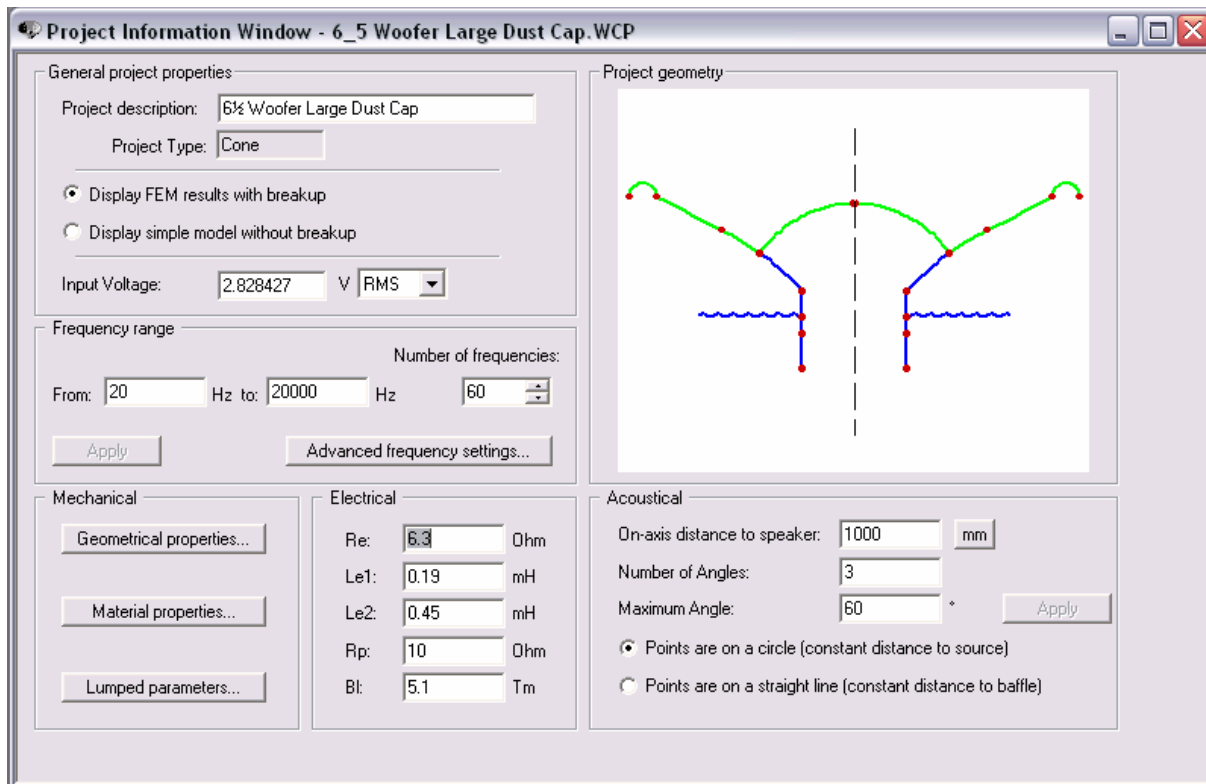 Project Information Window - 6_5 Woofer Large Dust Cap.WCP
General project properties
Project description: 6½ Woofer Large Dust Cap
Project Type: Cone
Display FEM results with breakup
Display simple model without breakup
Input Voltage: 2.828427 V RMS
Frequency range
Number of frequencies:
From: 20 Hz to: 20000 Hz 60
Apply Advanced frequency settings...
Mechanical
Geometrical properties...
Material properties...
Lumped parameters...
Electrical
Re: 6.3 Ohm
Le1: 0.19 mH
Le2: 0.45 mH
Rp: 10 Ohm
Bl: 5.1 Tm
Project geometry
Acoustical
On-axis distance to speaker: 1000 mm
Number of Angles: 3
Maximum Angle: 60 ° Apply
Points are on a circle (constant distance to source)
Points are on a straight line (constant distance to baffle)